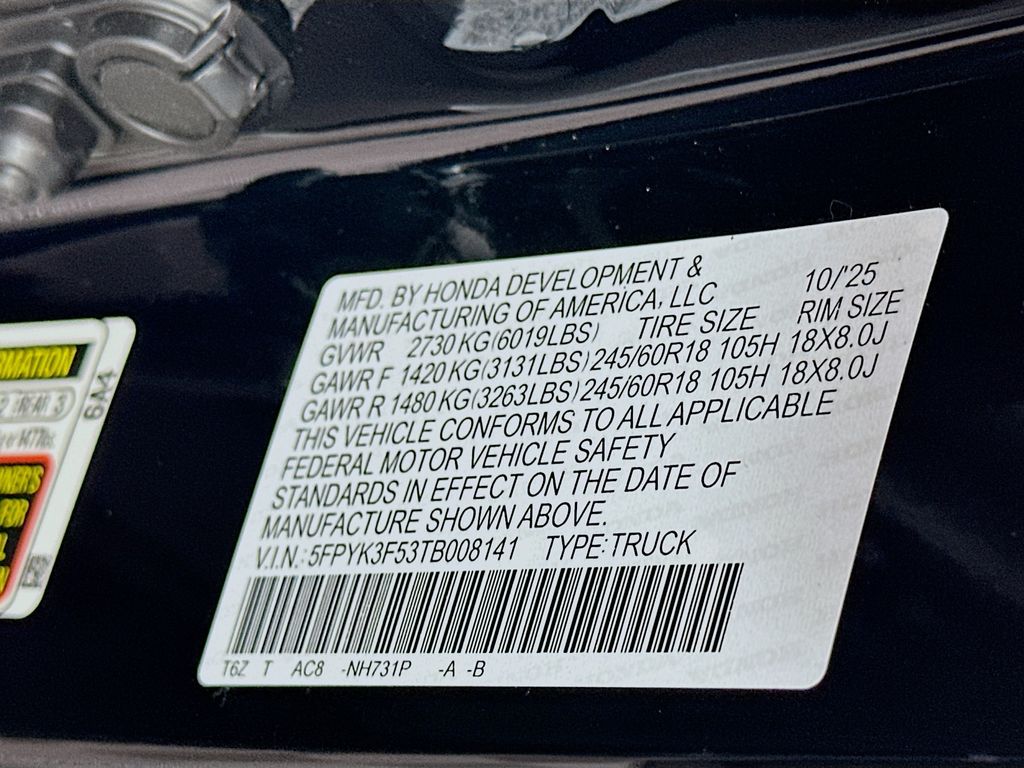 MFD. BY HONDA DEVELOPMENT &
MANUFACTURING OF AMERICA, LLC 10/'25
GVWR 2730 KG(6019LBS) TIRE SIZE RIM SIZE
GAWR F 1420 KG(3131LBS) 245/60R18 105H 18X8.0J
GAWR R 1480 KG(3263LBS) 245/60R18 105H 18X8.0J
THIS VEHICLE CONFORMS TO ALL APPLICABLE
FEDERAL MOTOR VEHICLE SAFETY
STANDARDS IN EFFECT ON THE DATE OF
MANUFACTURE SHOWN ABOVE.
V.I.N.: 5FPYK3F53TB008141 TYPE: TRUCK
T6Z T AC8 -NH731P -A -B
6A4
FOR